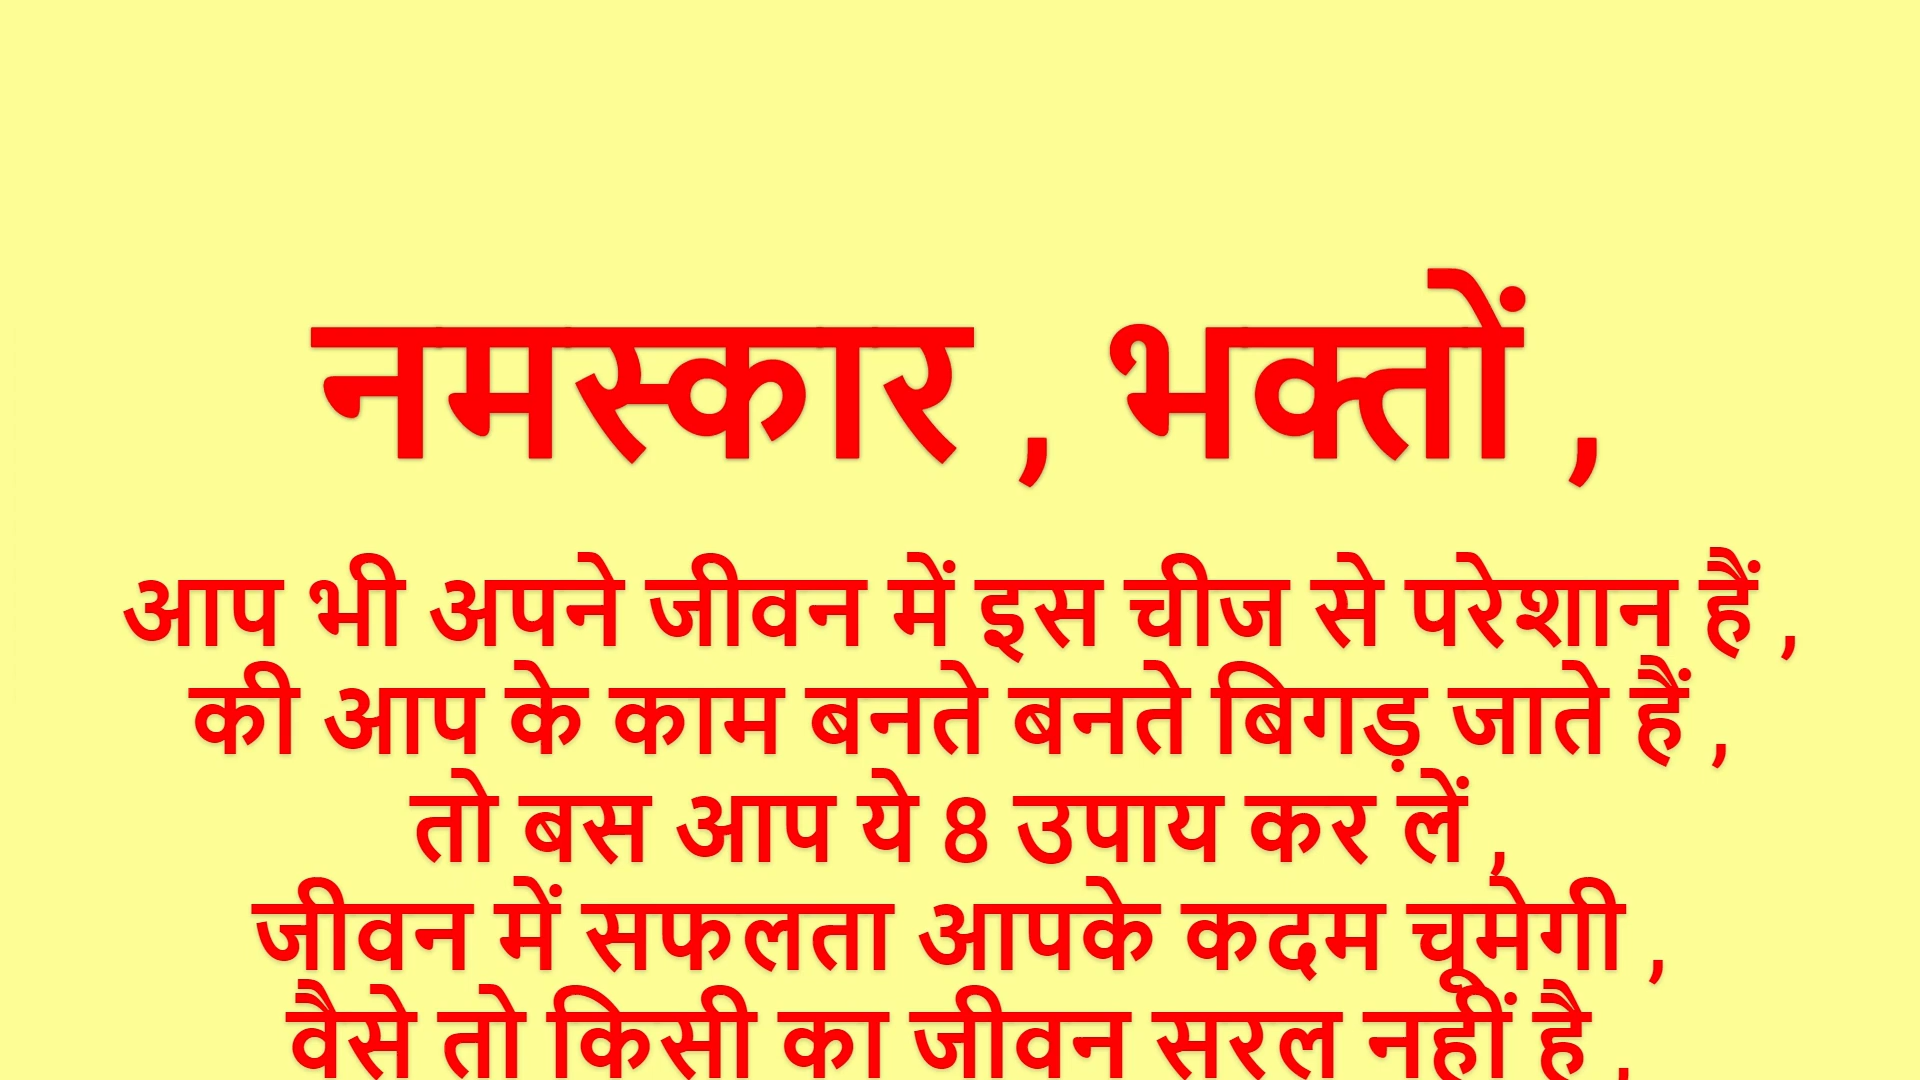 नमस्कार , भक्तों ,
आप भी अपने जीवन में इस चीज से परेशान हैं ,
की आप के काम बनते बनते बिगड़ जाते हैं ,
तो बस आप ये 8 उपाय कर लें ,
जीवन में सफलता आपके कदम चूमेगी ,
वैसे तो किसी का जीवन सरल नहीं है ,